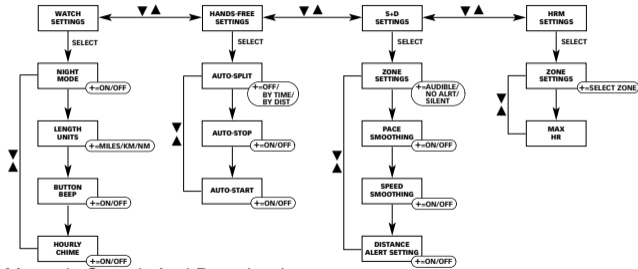 WATCH
SETTINGS
▼▲
HANDS-FREE
SETTINGS
▼▲
S+D
SETTINGS
▼▲
HRM
SETTINGS
SELECT
SELECT
SELECT
SELECT
NIGHT
MODE
+=ON/OFF
LENGTH
UNITS
+=MILES/KM/NM
▼
▲
BUTTON
BEEP
+=ON/OFF
HOURLY
CHIME
+=ON/OFF
AUTO-SPLIT
+=OFF/
BY TIME/
BY DIST
▼
▲
AUTO-STOP
+=ON/OFF
AUTO-START
+=ON/OFF
ZONE
SETTINGS
+=AUDIBLE/
NO ALRT/
SILENT
PACE
SMOOTHING
+=ON/OFF
▼
▲
SPEED
SMOOTHING
+=ON/OFF
DISTANCE
ALERT SETTING
+=ON/OFF
ZONE
SETTINGS
+=SELECT ZONE
▼
▲
MAX
HR